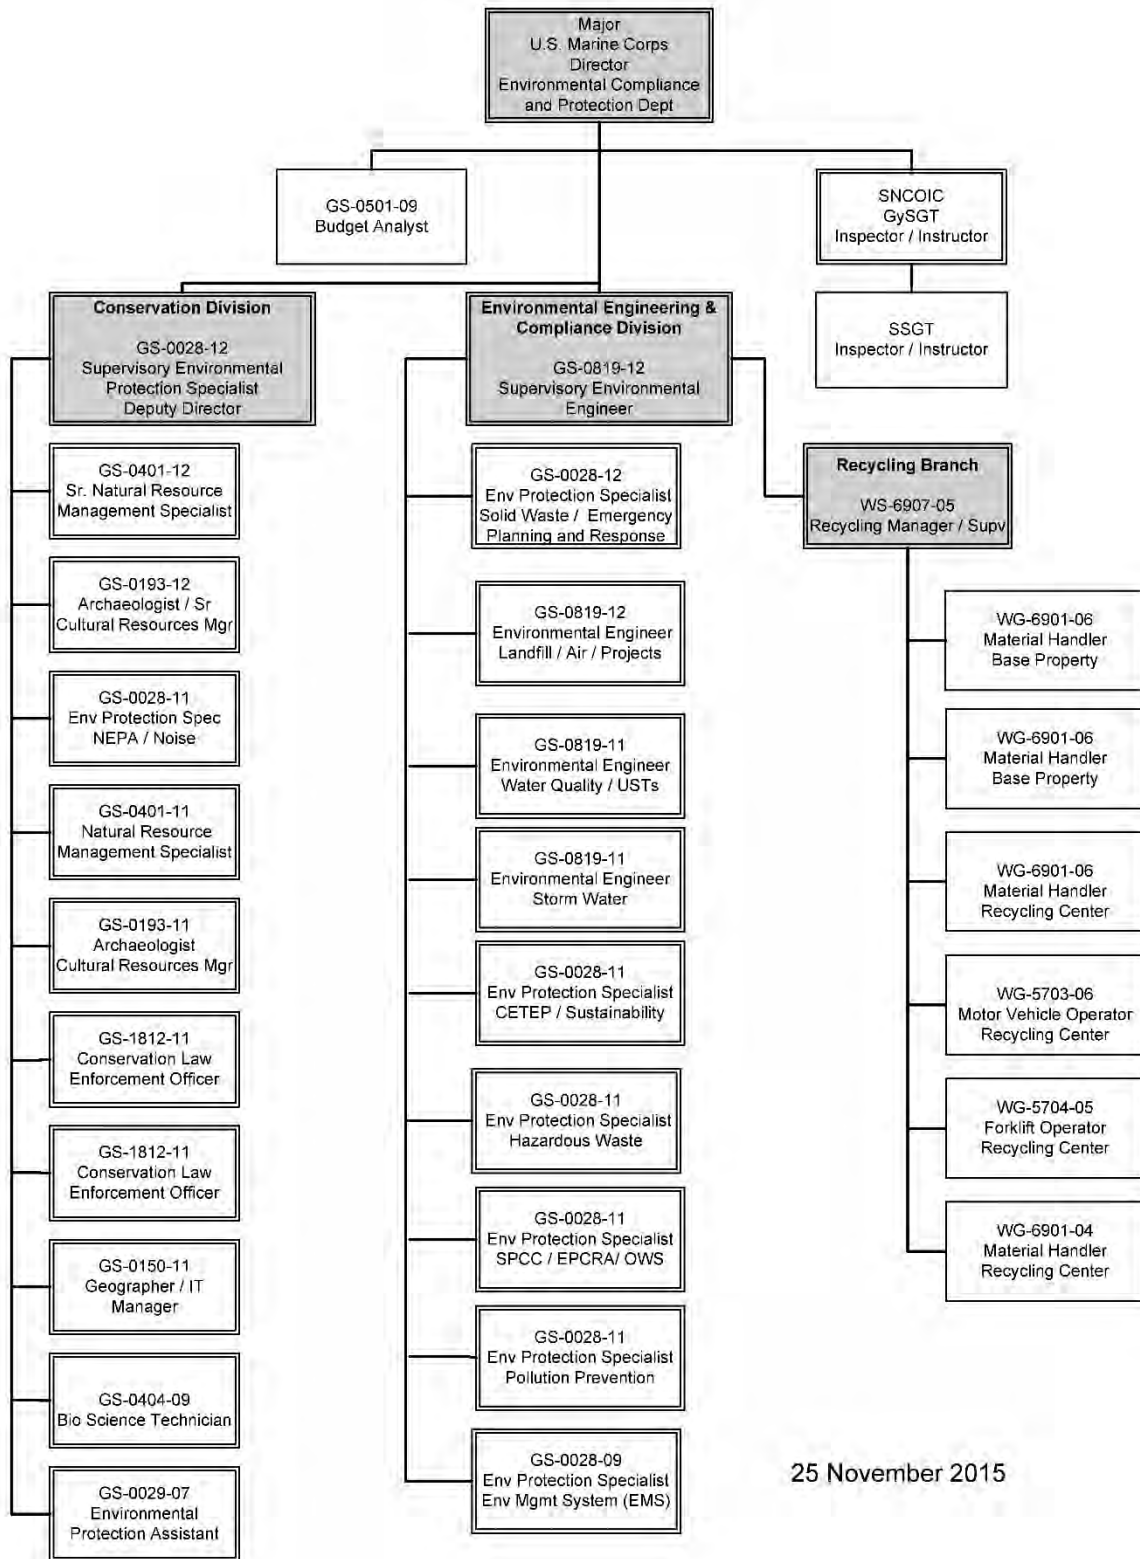 Major
U.S. Marine Corps
Director
Environmental Compliance
and Protection Dept
GS-0501-09
Budget Analyst
SNCOIC
GySGT
Inspector / Instructor
SSGT
Inspector / Instructor
Conservation Division
GS-0028-12
Supervisory Environmental
Protection Specialist
Deputy Director
GS-0401-12
Sr. Natural Resource
Management Specialist
GS-0193-12
Archaeologist / Sr
Cultural Resources Mgr
GS-0028-11
Env Protection Spec
NEPA / Noise
GS-0401-11
Natural Resource
Management Specialist
GS-0193-11
Archaeologist
Cultural Resources Mgr
GS-1812-11
Conservation Law
Enforcement Officer
GS-1812-11
Conservation Law
Enforcement Officer
GS-0150-11
Geographer / IT
Manager
GS-0404-09
Bio Science Technician
GS-0029-07
Environmental
Protection Assistant
Environmental Engineering &
Compliance Division
GS-0819-12
Supervisory Environmental
Engineer
GS-0028-12
Env Protection Specialist
Solid Waste / Emergency
Planning and Response
GS-0819-12
Environmental Engineer
Landfill / Air / Projects
GS-0819-11
Environmental Engineer
Water Quality / USTs
GS-0819-11
Environmental Engineer
Storm Water
GS-0028-11
Env Protection Specialist
CETEP / Sustainability
GS-0028-11
Env Protection Specialist
Hazardous Waste
GS-0028-11
Env Protection Specialist
SPCC / EPCRA/ OWS
GS-0028-11
Env Protection Specialist
Pollution Prevention
GS-0028-09
Env Protection Specialist
Env Mgmt System (EMS)
Recycling Branch
WS-6907-05
Recycling Manager / Supv
WG-6901-06
Material Handler
Base Property
WG-6901-06
Material Handler
Base Property
WG-6901-06
Material Handler
Recycling Center
WG-5703-06
Motor Vehicle Operator
Recycling Center
WG-5704-05
Forklift Operator
Recycling Center
WG-6901-04
Material Handler
Recycling Center
25 November 2015